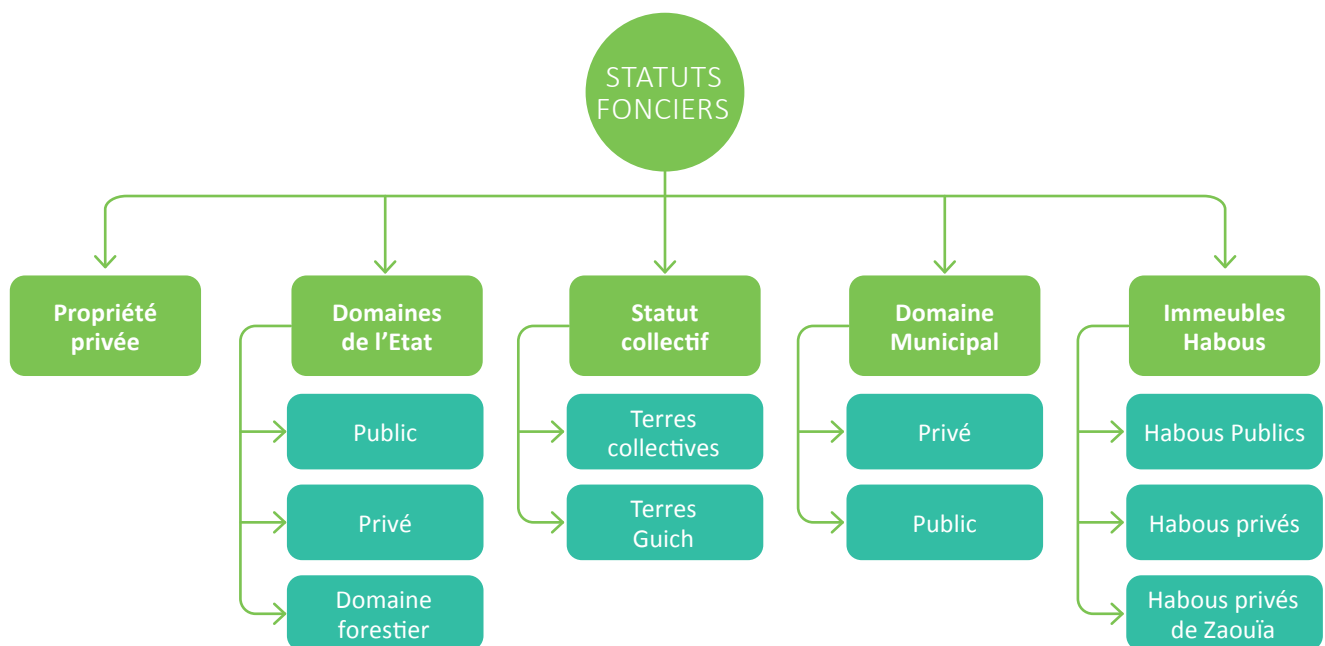 STATUTS
FONCIERS
Propriété
privée
Domaines
de l’Etat
Public
Privé
Domaine
forestier
Statut
collectif
Terres
collectives
Terres
Guich
Domaine
Municipal
Privé
Public
Immeubles
Habous
Habous Publics
Habous privés
Habous privés
de Zaouïa